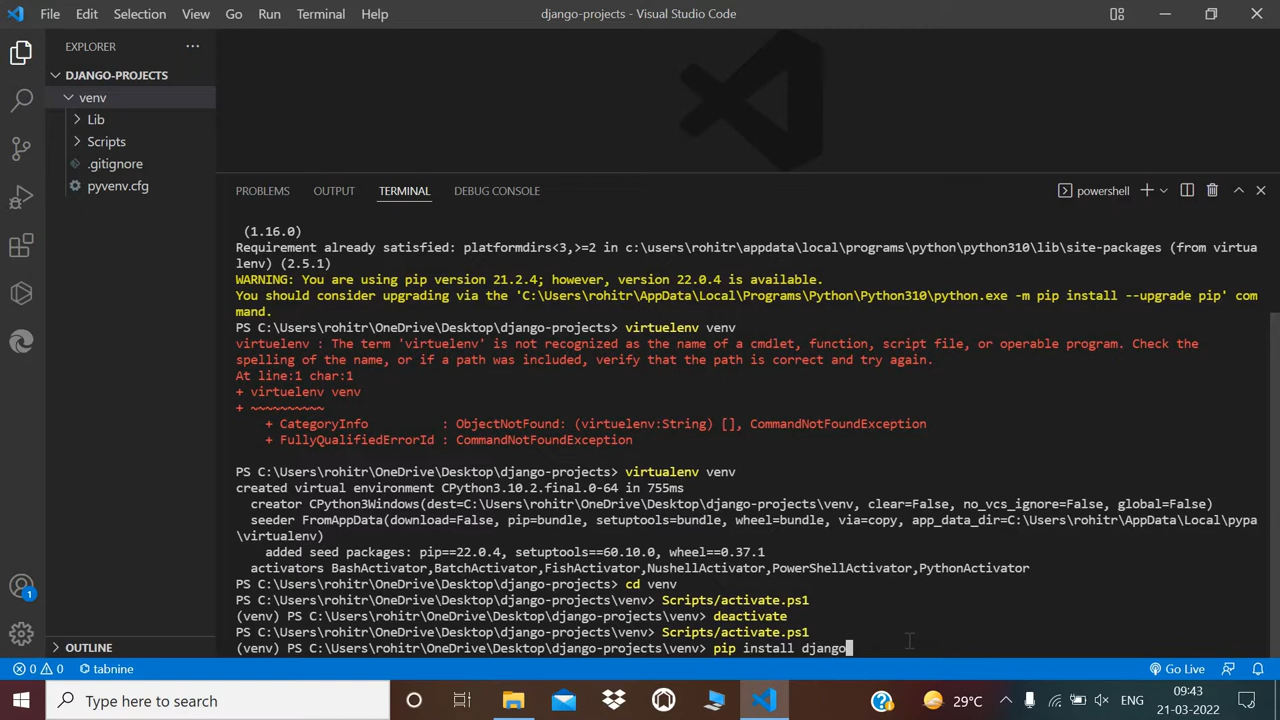 File Edit Selection View Go Run Terminal Help django-projects - Visual Studio Code
EXPLORER
DJANGO-PROJECTS
venv
Lib
Scripts
.gitignore
pyvenv.cfg
OUTLINE
PROBLEMS OUTPUT TERMINAL DEBUG CONSOLE powershell
(1.16.0)
Requirement already satisfied: platformdirs<3,>=2 in c:\users\rohitr\appdata\local\programs\python\python310\lib\site-packages (from virtua
lenv) (2.5.1)
WARNING: You are using pip version 21.2.4; however, version 22.0.4 is available.
You should consider upgrading via the 'C:\Users\rohitr\AppData\Local\Programs\Python\Python310\python.exe -m pip install --upgrade pip' com
mand.
PS C:\Users\rohitr\OneDrive\Desktop\django-projects> virtuelenv venv
virtuelenv : The term 'virtuelenv' is not recognized as the name of a cmdlet, function, script file, or operable program. Check the
spelling of the name, or if a path was included, verify that the path is correct and try again.
At line:1 char:1
+ virtuelenv venv
+ ~~~~~~~~~~
+ CategoryInfo : ObjectNotFound: (virtuelenv:String) [], CommandNotFoundException
+ FullyQualifiedErrorId : CommandNotFoundException
PS C:\Users\rohitr\OneDrive\Desktop\django-projects> virtualenv venv
created virtual environment CPython3.10.2.final.0-64 in 755ms
creator CPython3Windows(dest=C:\Users\rohitr\OneDrive\Desktop\django-projects\venv, clear=False, no_vcs_ignore=False, global=False)
seeder FromAppData(download=False, pip=bundle, setuptools=bundle, wheel=bundle, via=copy, app_data_dir=C:\Users\rohitr\AppData\Local\pypa
\virtualenv)
added seed packages: pip==22.0.4, setuptools==60.10.0, wheel==0.37.1
activators BashActivator,BatchActivator,FishActivator,NushellActivator,PowerShellActivator,PythonActivator
PS C:\Users\rohitr\OneDrive\Desktop\django-projects> cd venv
PS C:\Users\rohitr\OneDrive\Desktop\django-projects\venv> Scripts/activate.ps1
(venv) PS C:\Users\rohitr\OneDrive\Desktop\django-projects\venv> deactivate
PS C:\Users\rohitr\OneDrive\Desktop\django-projects\venv> Scripts/activate.ps1
(venv) PS C:\Users\rohitr\OneDrive\Desktop\django-projects\venv> pip install django
1
0 0 tabnine Go Live
Type here to search 29°C ENG 09:43
21-03-2022